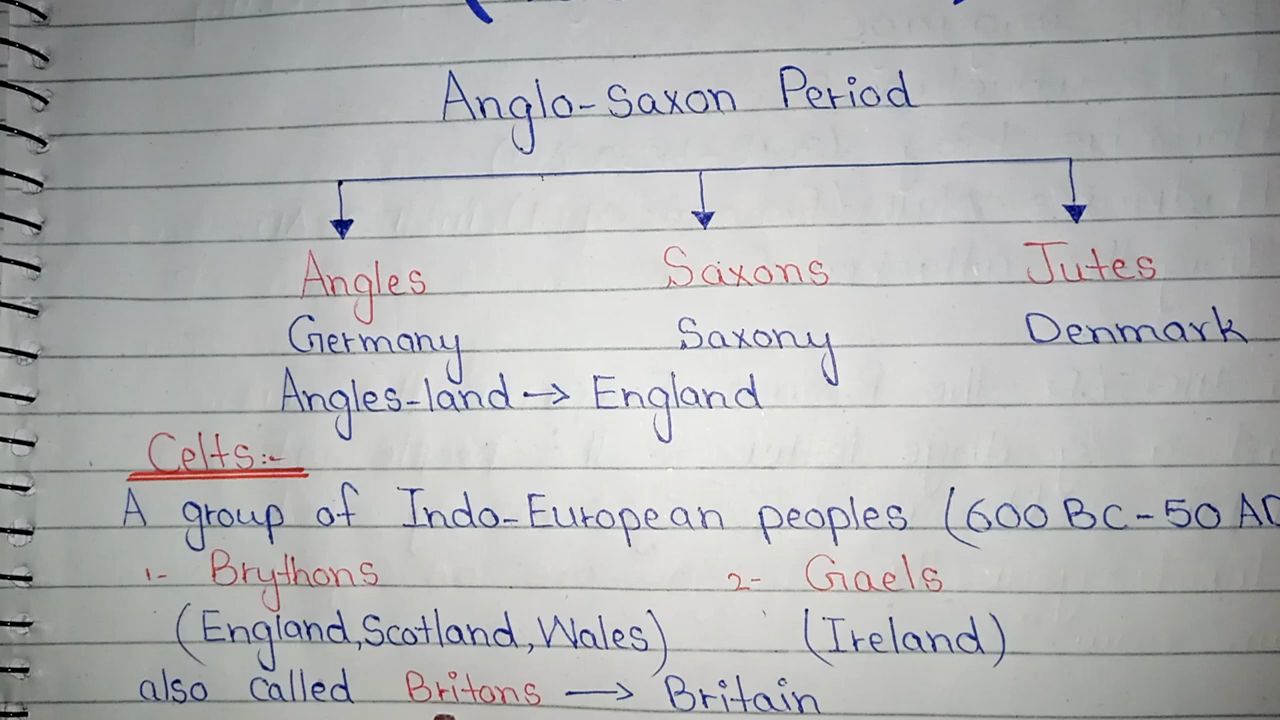 Anglo-Saxon Period
Angles Saxons Jutes
Germany Saxony Denmark
Angles-land → England
Celts:-
A group of Indo-European peoples (600 BC-50 AD
1- Brythons 2- Gaels
(England,Scotland,Wales) (Ireland)
also called Britons → Britain